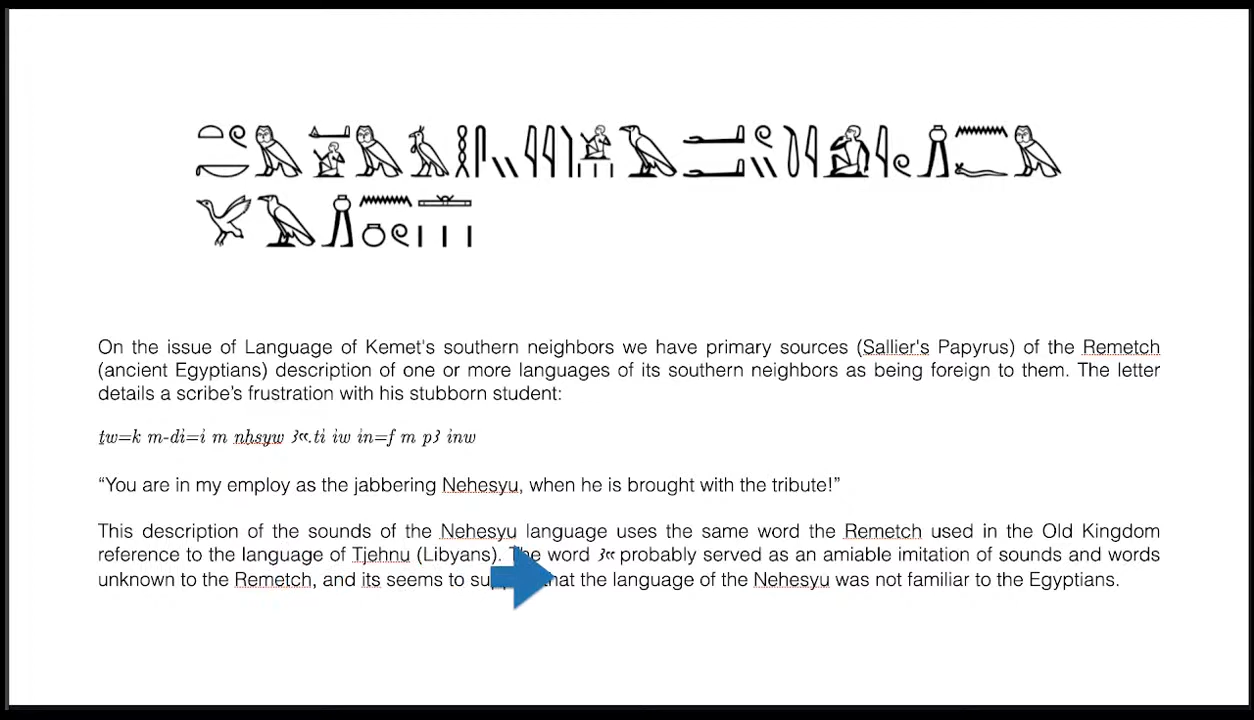 On the issue of Language of Kemet's southern neighbors we have primary sources (Sallier's Papyrus) of the Remetch
(ancient Egyptians) description of one or more languages of its southern neighbors as being foreign to them. The letter
details a scribe's frustration with his stubborn student:
tw=k m-di=i m nḥsyw ꜣꜥꜥ.ti iw in=f m pꜣ inw
“You are in my employ as the jabbering Nehesyu, when he is brought with the tribute!”
This description of the sounds of the Nehesyu language uses the same word the Remetch used in the Old Kingdom
reference to the language of Tjehnu (Libyans). The word ꜣꜥꜥ probably served as an amiable imitation of sounds and words
unknown to the Remetch, and its seems to that the language of the Nehesyu was not familiar to the Egyptians.